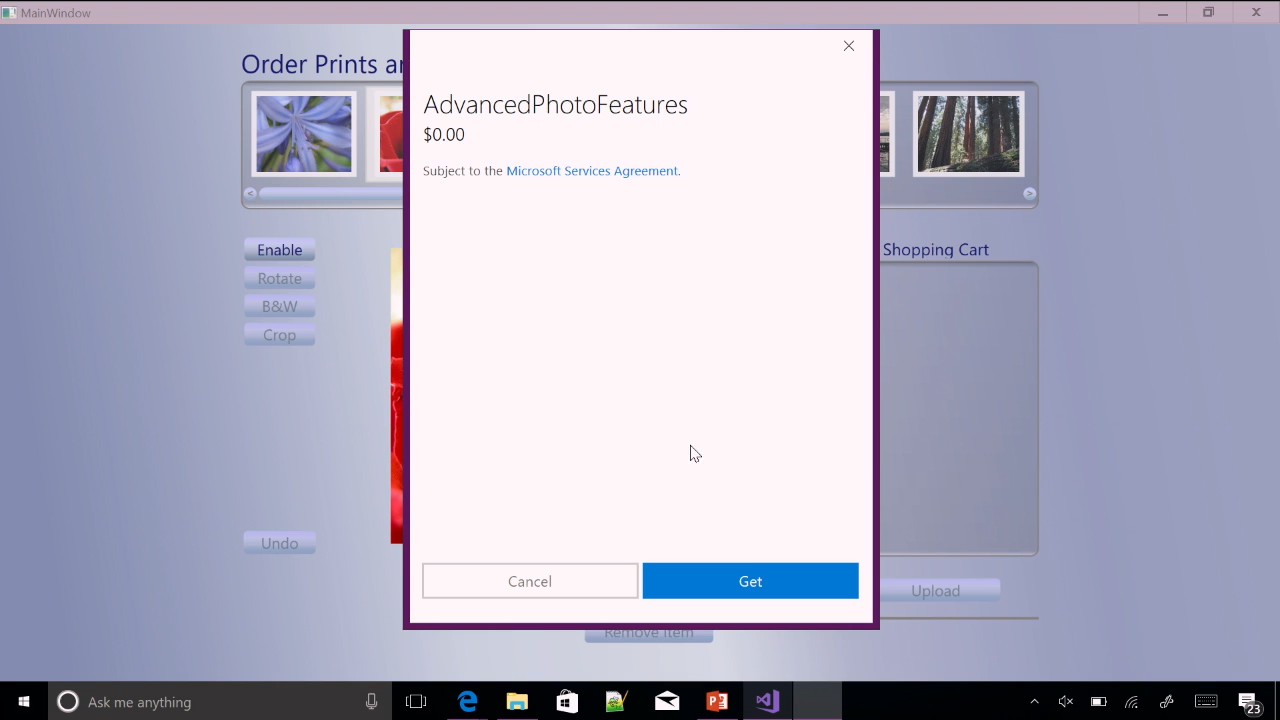 MainWindow
Order Prints a
AdvancedPhotoFeatures
$0.00
Subject to the Microsoft Services Agreement.
Enable
Rotate
B&W
Crop
Shopping Cart
Undo
Cancel
Get
Upload
Remove Item
Ask me anything
23